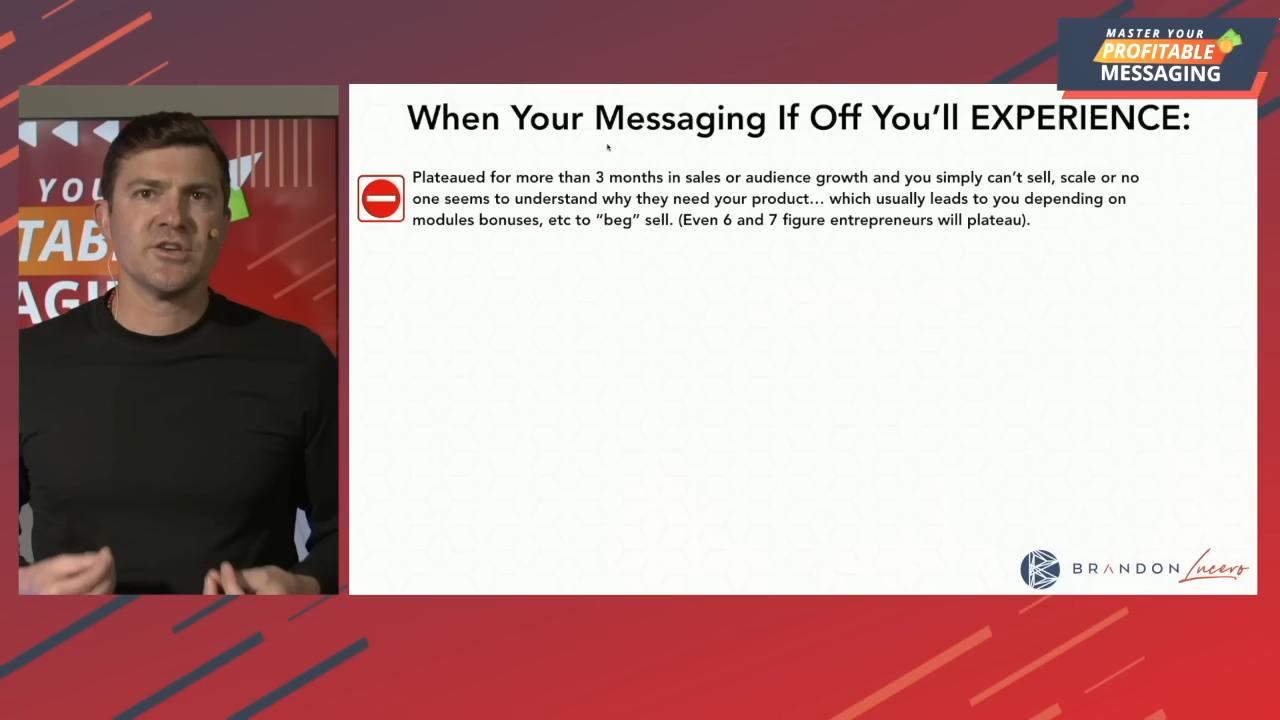 MASTER YOUR
PROFITABLE
MESSAGING
When Your Messaging If Off You’ll EXPERIENCE:
Plateaued for more than 3 months in sales or audience growth and you simply can’t sell, scale or no
one seems to understand why they need your product... which usually leads to you depending on
modules bonuses, etc to “beg” sell. (Even 6 and 7 figure entrepreneurs will plateau).
YOU
TAB
AGI
BRANDON Lucero